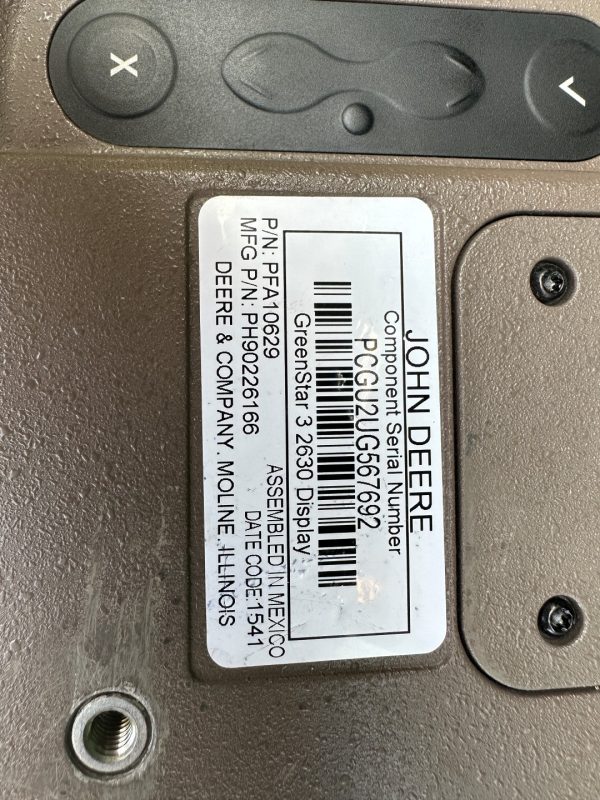 JOHN DEERE
Component Serial Number
PCGU2UG567692
GreenStar 3 2630 Display
P/N: PFA10629 ASSEMBLED IN MEXICO
MFG P/N: PH90226166 DATE CODE:1541
DEERE & COMPANY. MOLINE. ILLINOIS